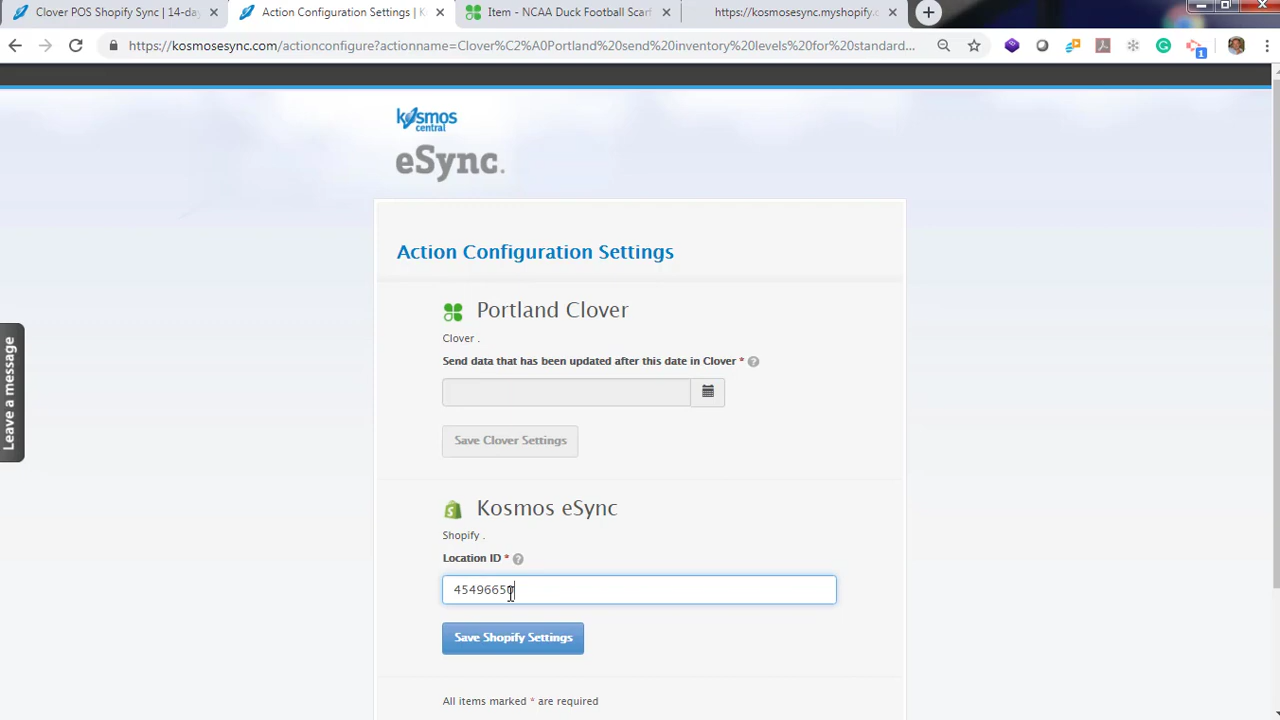 Clover POS Shopify Sync | 14-day
Action Configuration Settings | K
Item - NCAA Duck Football Scarf
https://kosmosesync.myshopify.c
https://kosmosesync.com/actionconfigure?actionname=Clover%C2%A0Portland%20send%20inventory%20levels%20for%20standard...
1
kosmos
central
eSync.
Leave a message
Action Configuration Settings
Portland Clover
Clover .
Send data that has been updated after this date in Clover * ?
Save Clover Settings
Kosmos eSync
Shopify .
Location ID * ?
45496650
Save Shopify Settings
All items marked * are required